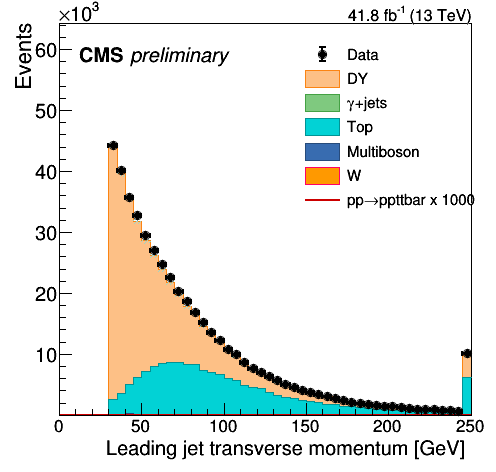 ×10³
41.8 fb⁻¹ (13 TeV)
Events
CMS preliminary
Data
DY
γ+jets
Top
Multiboson
W
pp→ppttbar x 1000
60
50
40
30
20
10
0
0 50 100 150 200 250
Leading jet transverse momentum [GeV]